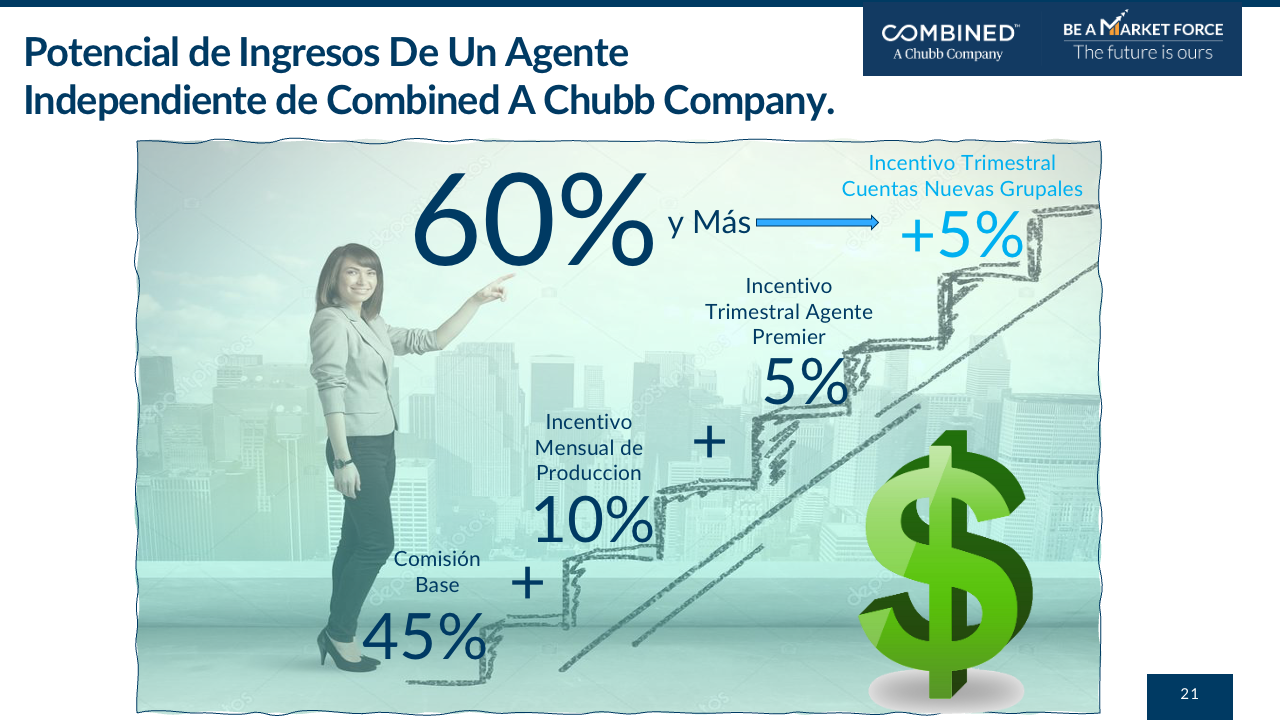 Potencial de Ingresos De Un Agente
Independiente de Combined A Chubb Company.
COMBINED™
A Chubb Company
BE A MARKET FORCE
The future is ours
60% y Más
Incentivo Trimestral
Cuentas Nuevas Grupales
+5%
Incentivo
Trimestral Agente
Premier
5%
+
Incentivo
Mensual de
Produccion
10%
+
Comisión
Base
45%
$
21